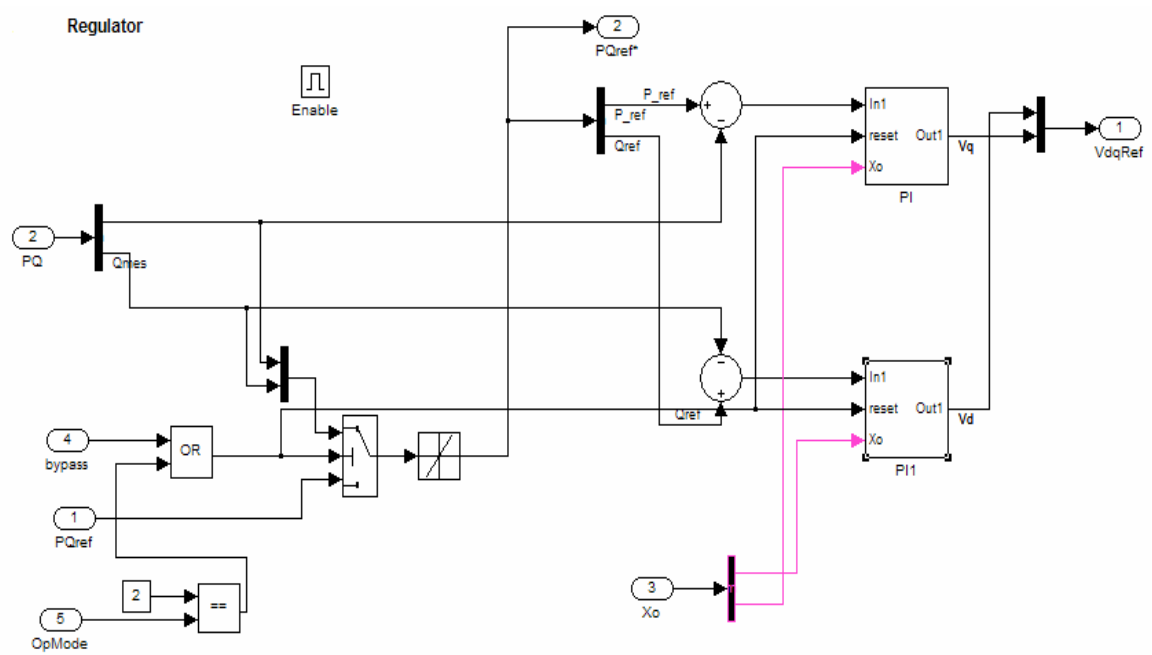 Regulator
2
PQref*
Enable
P_ref
P_ref
Qref
In1
reset
Xo
Out1
PI
Vq
1
VdqRef
2
PQ
Qmes
Qref
In1
reset
Xo
Out1
PI1
Vd
4
bypass
OR
1
PQref
2
==
5
OpMode
3
Xo